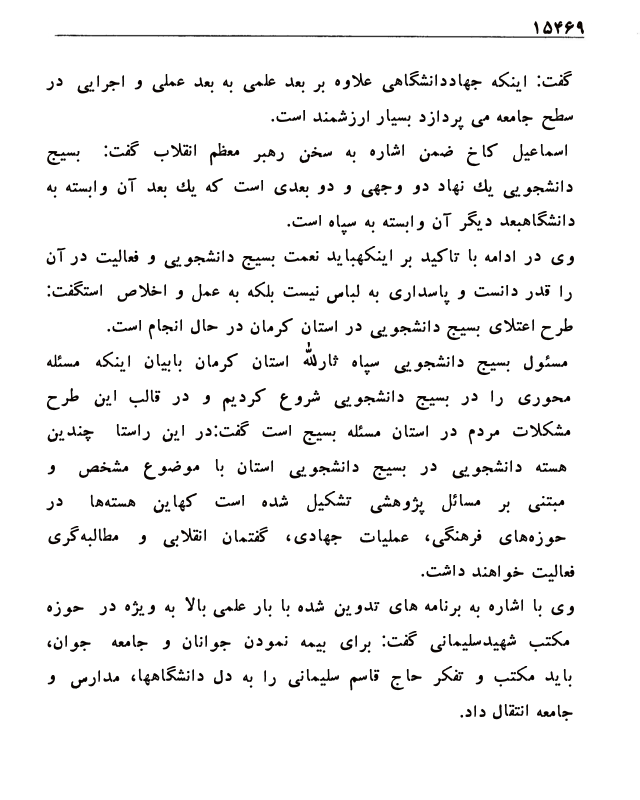 ۱۵۴۶۹
گفت: اینکه جهاددانشگاهی علاوه بر بعد علمی به بعد عملی و اجرایی در
سطح جامعه می پردازد بسیار ارزشمند است.
اسماعیل کاخ ضمن اشاره به سخن رهبر معظم انقلاب گفت: بسیج
دانشجویی یك نهاد دو وجهی و دو بعدی است که یك بعد آن وابسته به
دانشگاهبعد دیگر آن وابسته به سپاه است.
وی در ادامه با تاکید بر اینکهباید نعمت بسیج دانشجویی و فعالیت در آن
را قدر دانست و پاسداری به لباس نیست بلکه به عمل و اخلاص استگفت:
طرح اعتلای بسیج دانشجویی در استان کرمان در حال انجام است.
مسئول بسیج دانشجویی سپاه ثارالله استان کرمان بابیان اینکه مسئله
محوری را در بسیج دانشجویی شروع کردیم و در قالب این طرح
مشکلات مردم در استان مسئله بسیج است گفت:در این راستا چندین
هسته دانشجویی در بسیج دانشجویی استان با موضوع مشخص و
مبتنی بر مسائل پژوهشی تشکیل شده است کهاین هسته‌ها در
حوزه‌های فرهنگی، عملیات جهادی، گفتمان انقلابی و مطالبه‌گری
فعالیت خواهند داشت.
وی با اشاره به برنامه های تدوین شده با بار علمی بالا به ویژه در حوزه
مکتب شهیدسلیمانی گفت: برای بیمه نمودن جوانان و جامعه جوان،
باید مکتب و تفکر حاج قاسم سلیمانی را به دل دانشگاهها، مدارس و
جامعه انتقال داد.